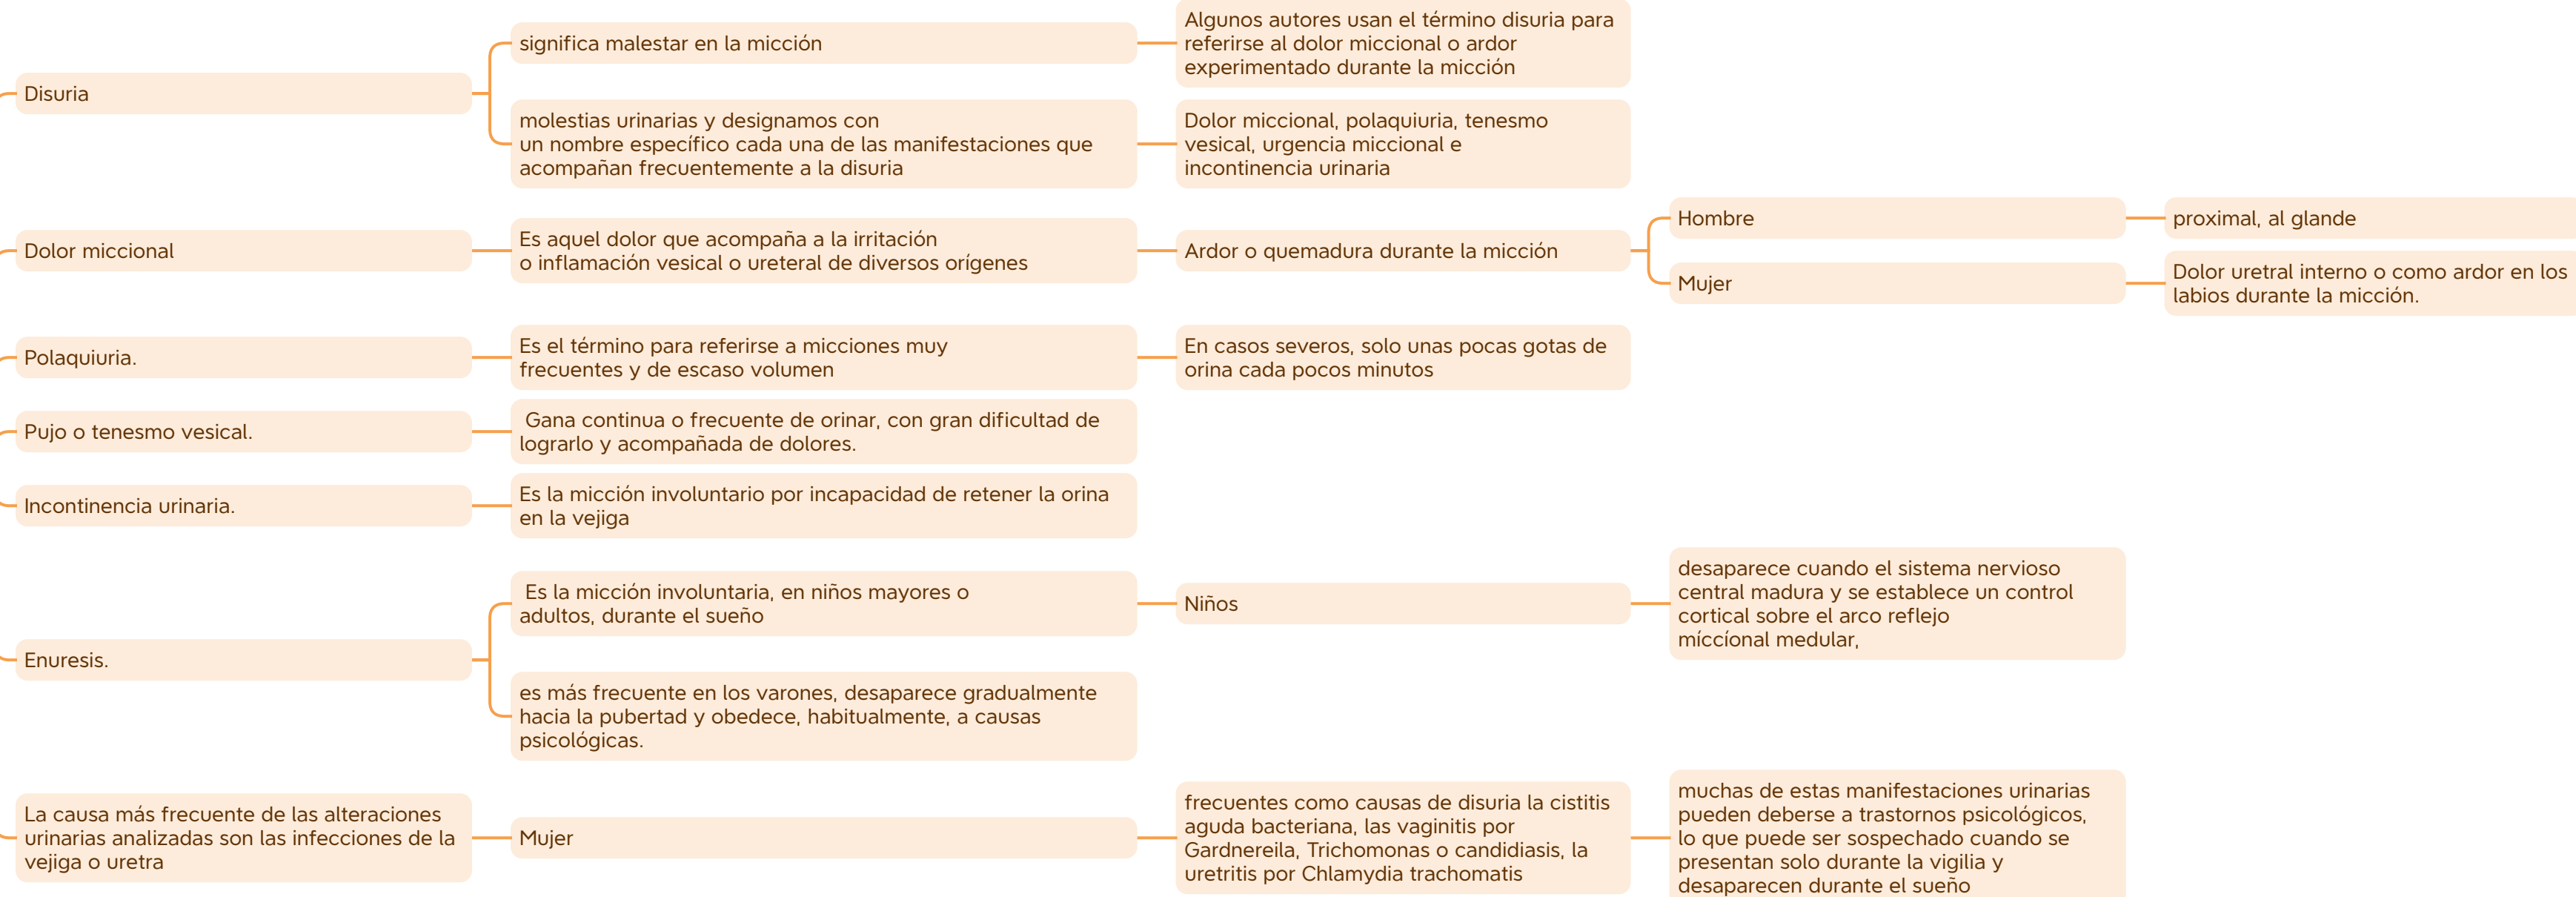 Disuria
significa malestar en la micción
Algunos autores usan el término disuria para
referirse al dolor miccional o ardor
experimentado durante la micción
molestias urinarias y designamos con
un nombre específico cada una de las manifestaciones que
acompañan frecuentemente a la disuria
Dolor miccional, polaquiuria, tenesmo
vesical, urgencia miccional e
incontinencia urinaria
Dolor miccional
Es aquel dolor que acompaña a la irritación
o inflamación vesical o ureteral de diversos orígenes
Ardor o quemadura durante la micción
Hombre
proximal, al glande
Mujer
Dolor uretral interno o como ardor en los
labios durante la micción.
Polaquiuria.
Es el término para referirse a micciones muy
frecuentes y de escaso volumen
En casos severos, solo unas pocas gotas de
orina cada pocos minutos
Pujo o tenesmo vesical.
Gana continua o frecuente de orinar, con gran dificultad de
lograrlo y acompañada de dolores.
Incontinencia urinaria.
Es la micción involuntario por incapacidad de retener la orina
en la vejiga
Enuresis.
Es la micción involuntaria, en niños mayores o
adultos, durante el sueño
Niños
desaparece cuando el sistema nervioso
central madura y se establece un control
cortical sobre el arco reflejo
míccíonal medular,
es más frecuente en los varones, desaparece gradualmente
hacia la pubertad y obedece, habitualmente, a causas
psicológicas.
La causa más frecuente de las alteraciones
urinarias analizadas son las infecciones de la
vejiga o uretra
Mujer
frecuentes como causas de disuria la cistitis
aguda bacteriana, las vaginitis por
Gardnereila, Trichomonas o candidiasis, la
uretritis por Chlamydia trachomatis
muchas de estas manifestaciones urinarias
pueden deberse a trastornos psicológicos,
lo que puede ser sospechado cuando se
presentan solo durante la vigilia y
desaparecen durante el sueño